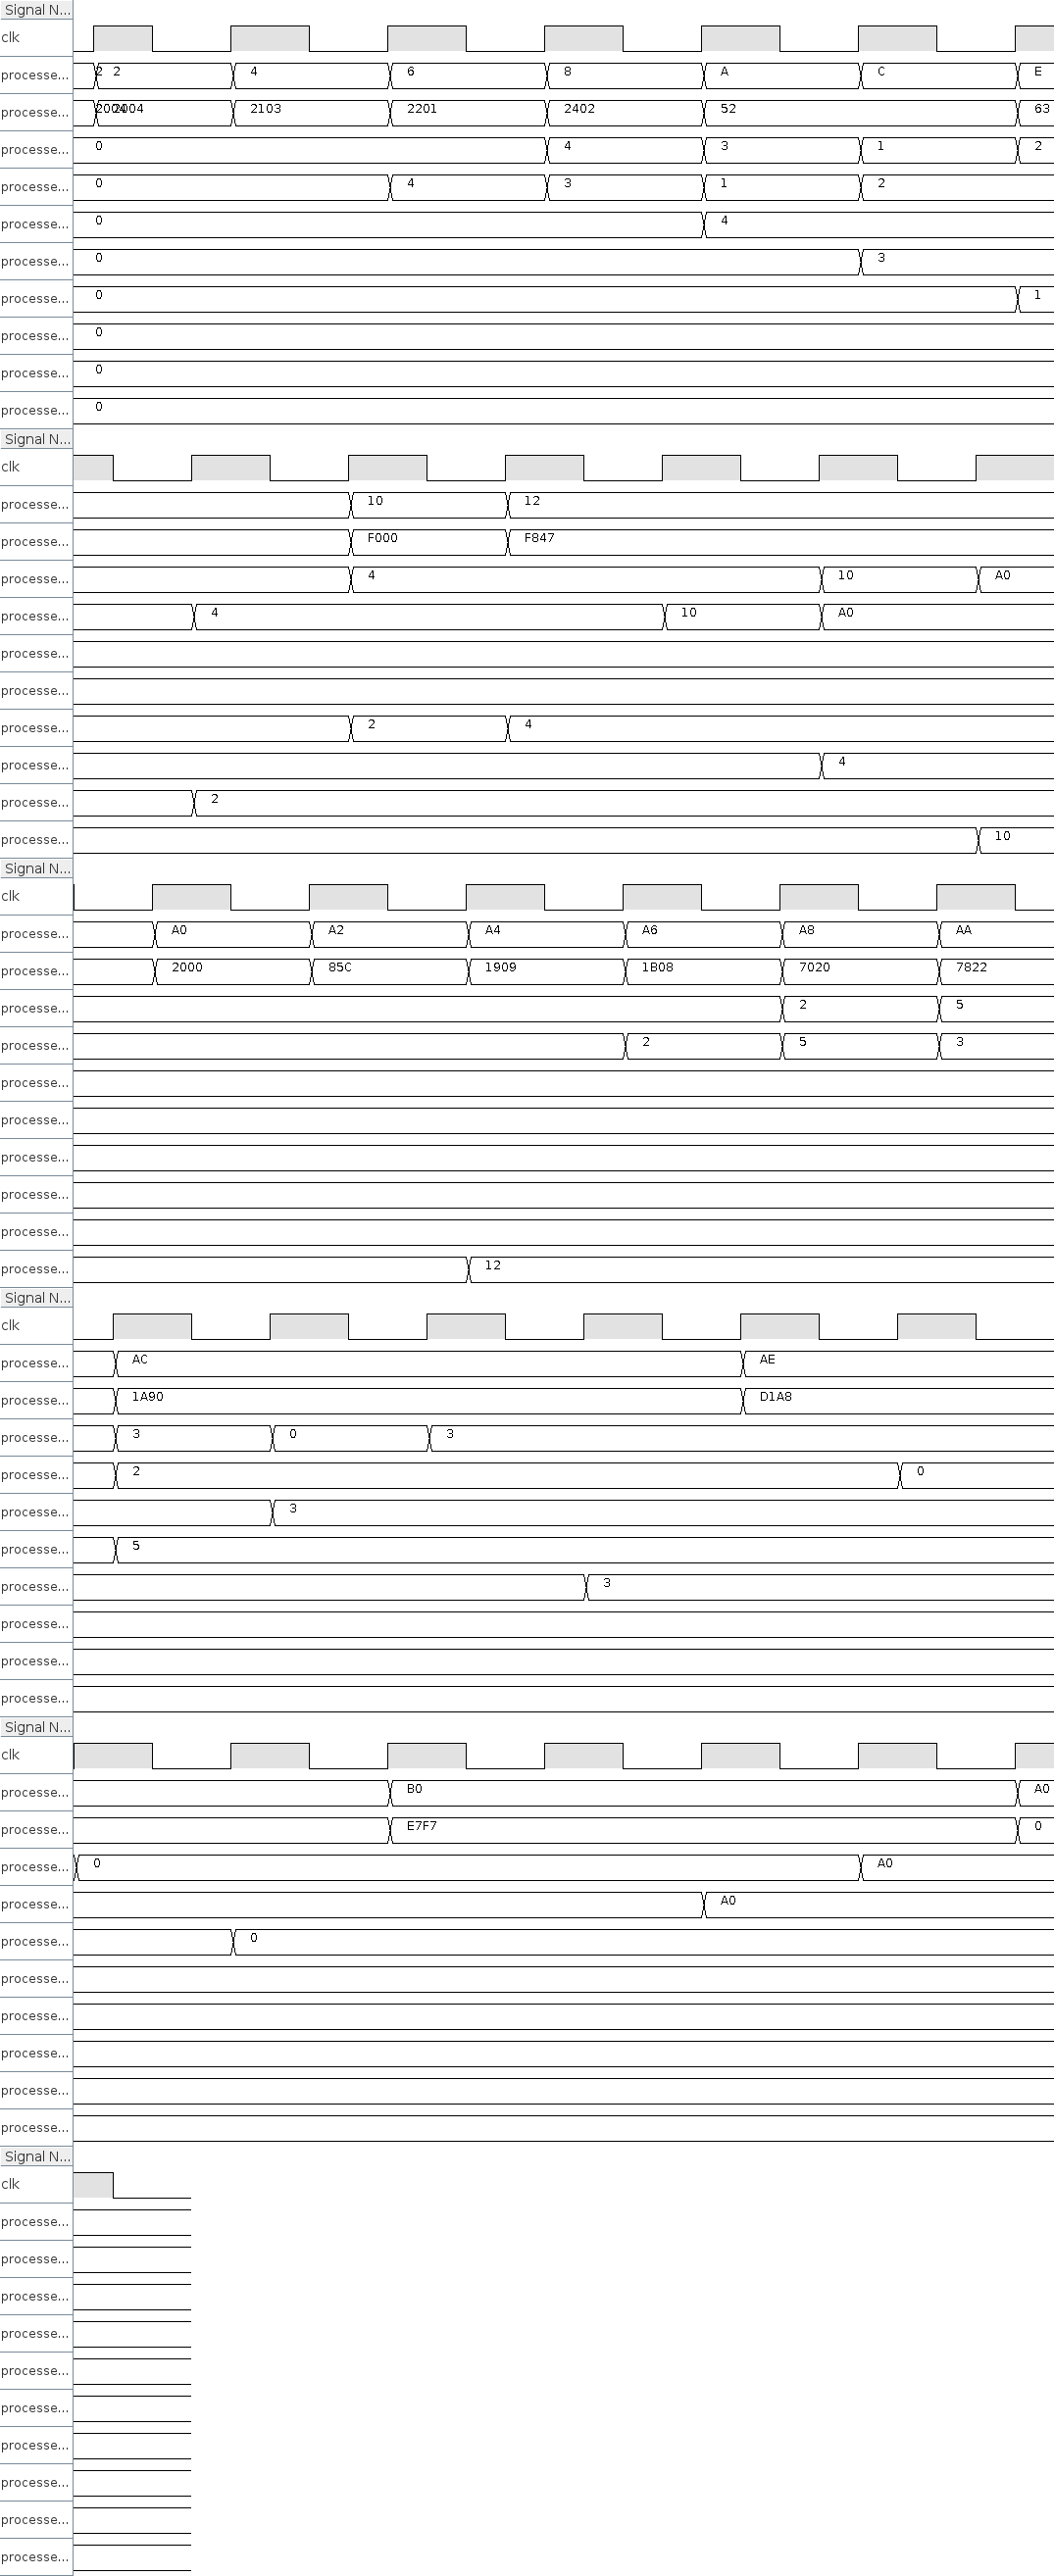 Signal N...
clk
processe... 2 2 4 6 8 A C E
processe... 2004 2004 2103 2201 2402 52 63
processe... 0 4 3 1 2
processe... 0 4 3 1 2
processe... 0 4
processe... 0 3
processe... 0 1
processe... 0
processe... 0
processe... 0
Signal N...
clk
processe... 10 12
processe... F000 F847
processe... 4 10 A0
processe... 4 10 A0
processe...
processe...
processe... 2 4
processe... 4
processe... 2
processe... 10
Signal N...
clk
processe... A0 A2 A4 A6 A8 AA
processe... 2000 85C 1909 1B08 7020 7822
processe... 2 5
processe... 2 5 3
processe...
processe...
processe...
processe...
processe...
processe... 12
Signal N...
clk
processe... AC AE
processe... 1A90 D1A8
processe... 3 0 3
processe... 2 0
processe... 3
processe... 5
processe... 3
processe...
processe...
processe...
Signal N...
clk
processe... B0 A0
processe... E7F7 0
processe... 0 A0
processe... A0
processe... 0
processe...
processe...
processe...
processe...
processe...
Signal N...
clk
processe...
processe...
processe...
processe...
processe...
processe...
processe...
processe...
processe...
processe...